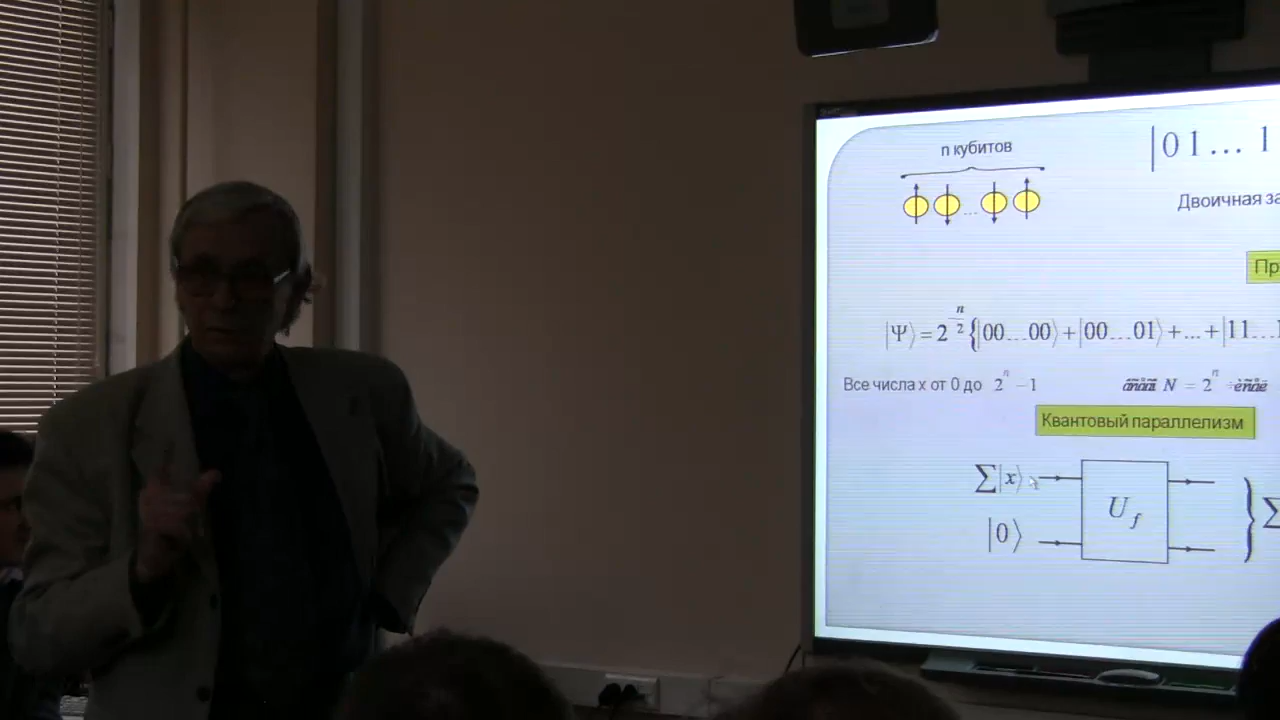 n кубитов
|01... 1
Двоичная за
Пр
|Ψ⟩ = 2^{-n/2} {|00...00⟩ + |00...01⟩ + ... + |11...1
Все числа x от 0 до 2^n − 1
N = 2^n
Квантовый параллелизм
∑|x⟩
U_f
}∑
|0⟩